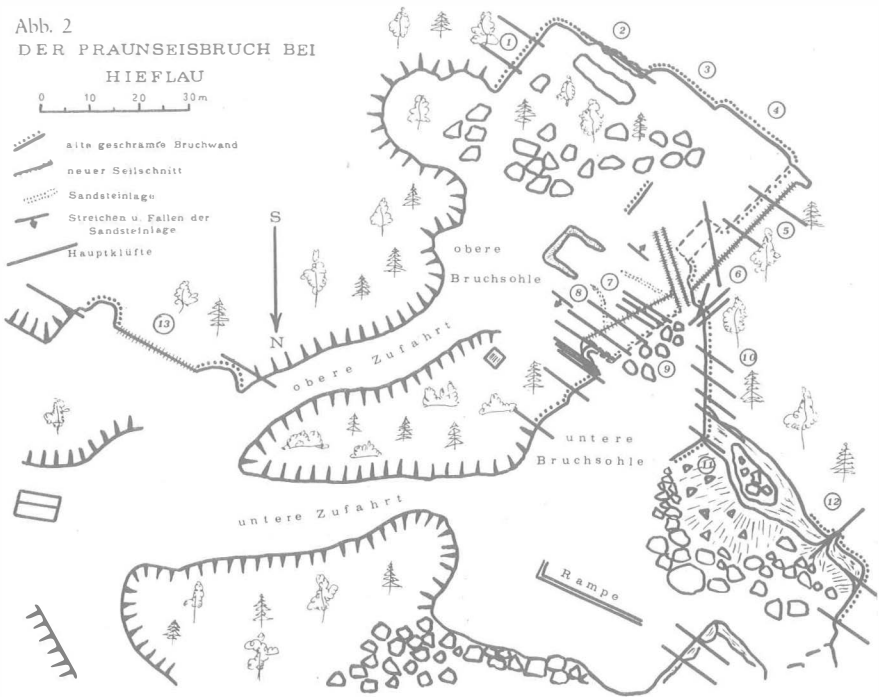 Abb. 2
DER PRAUNSEISBRUCH BEI
HIEFLAU
0 10 20 30 m
alte geschramte Bruchwand
neuer Seilschnitt
Sandsteinlage
Streichen u. Fallen der
Sandsteinlage
Hauptklüfte
S
N
1
2
3
4
5
6
7
8
9
10
11
12
13
obere
Bruchsohle
obere Zufahrt
untere
Bruchsohle
untere Zufahrt
Rampe